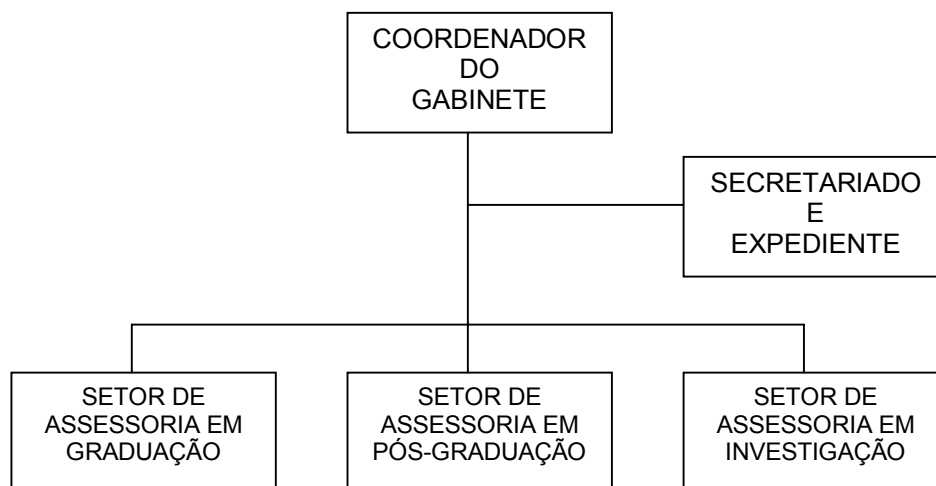 COORDENADOR
DO
GABINETE
SECRETARIADO
E
EXPEDIENTE
SETOR DE
ASSESSORIA EM
GRADUAÇÃO
SETOR DE
ASSESSORIA EM
PÓS-GRADUAÇÃO
SETOR DE
ASSESSORIA EM
INVESTIGAÇÃO